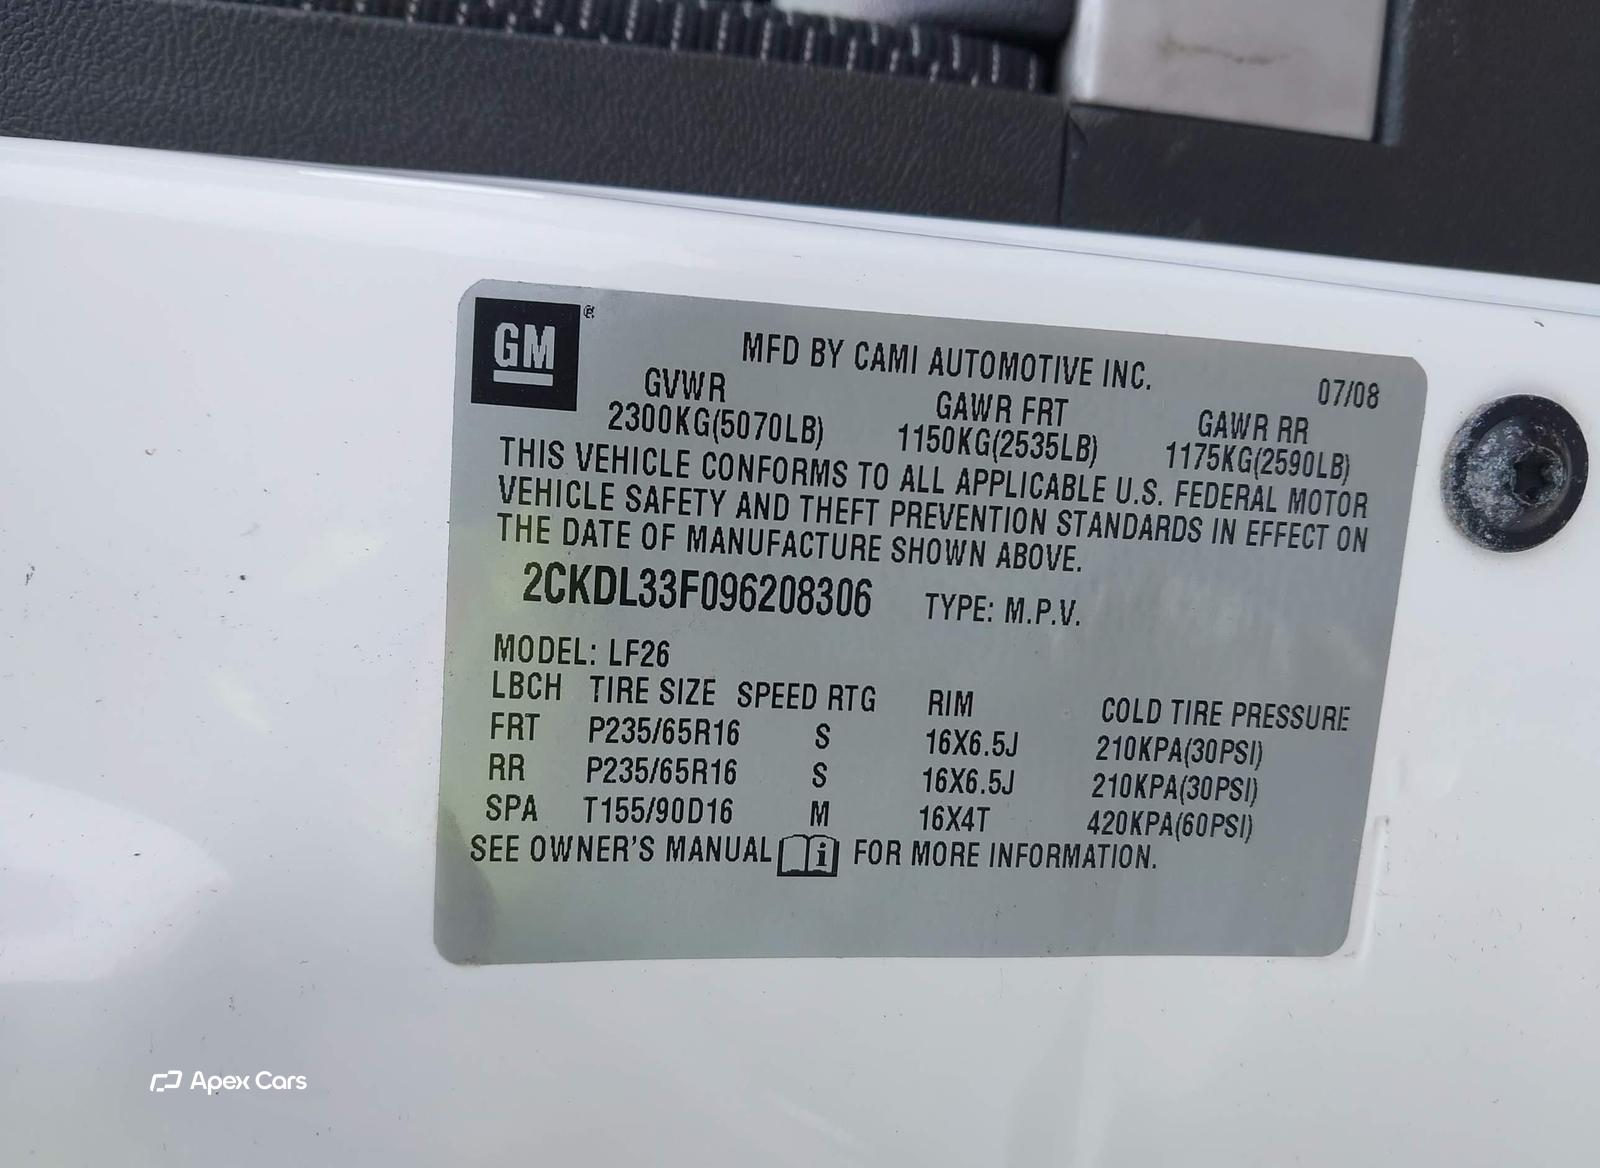 GM®
MFD BY CAMI AUTOMOTIVE INC.
07/08
GVWR GAWR FRT GAWR RR
2300KG(5070LB) 1150KG(2535LB) 1175KG(2590LB)
THIS VEHICLE CONFORMS TO ALL APPLICABLE U.S. FEDERAL MOTOR
VEHICLE SAFETY AND THEFT PREVENTION STANDARDS IN EFFECT ON
THE DATE OF MANUFACTURE SHOWN ABOVE.
2CKDL33F096208306 TYPE: M.P.V.
MODEL: LF26
LBCH TIRE SIZE SPEED RTG RIM COLD TIRE PRESSURE
FRT P235/65R16 S 16X6.5J 210KPA(30PSI)
RR P235/65R16 S 16X6.5J 210KPA(30PSI)
SPA T155/90D16 M 16X4T 420KPA(60PSI)
SEE OWNER'S MANUAL i FOR MORE INFORMATION.
Apex Cars